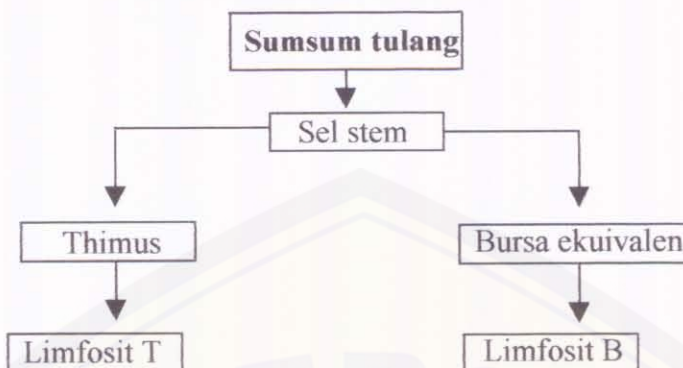 Sumsum tulang
Sel stem
Thimus
Bursa ekuivalen
Limfosit T
Limfosit B